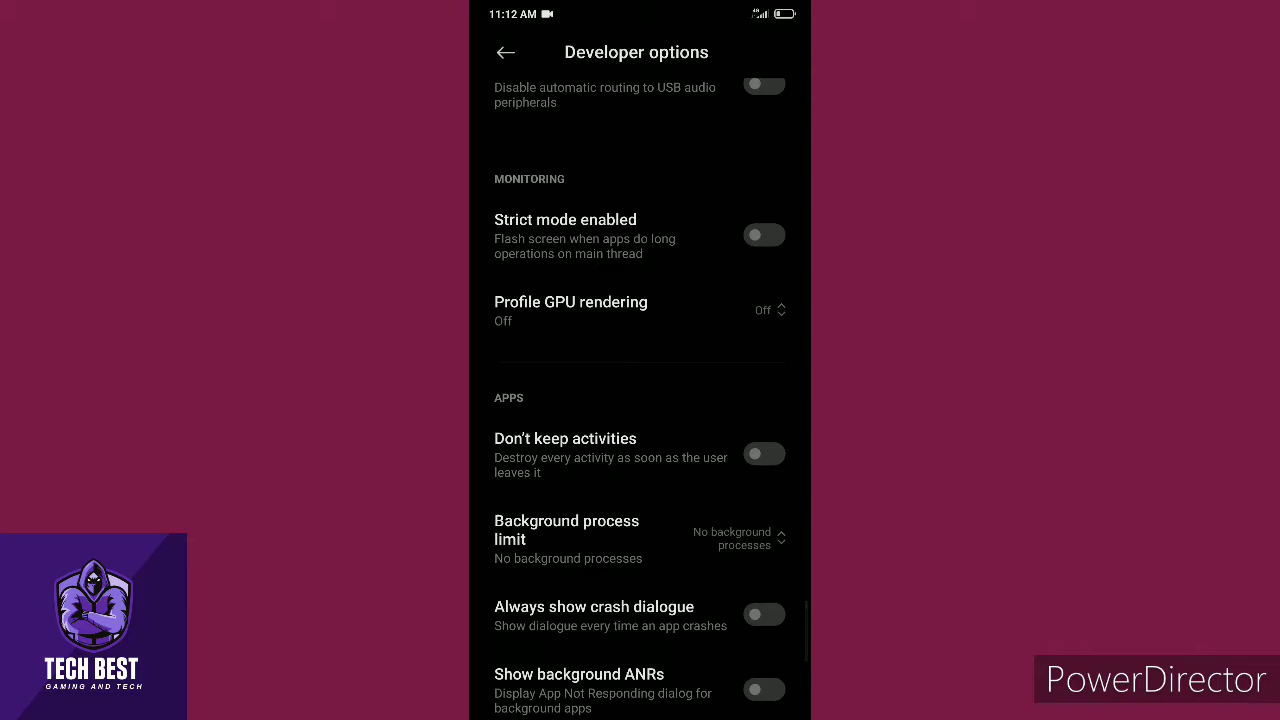 11:12 AM
4G
Developer options
Disable automatic routing to USB audio
peripherals
MONITORING
Strict mode enabled
Flash screen when apps do long
operations on main thread
Profile GPU rendering
Off
Off
APPS
Don't keep activities
Destroy every activity as soon as the user
leaves it
Background process
limit
No background processes
No background
processes
Always show crash dialogue
Show dialogue every time an app crashes
Show background ANRs
Display App Not Responding dialog for
background apps
TECH BEST
GAMING AND TECH
PowerDirector